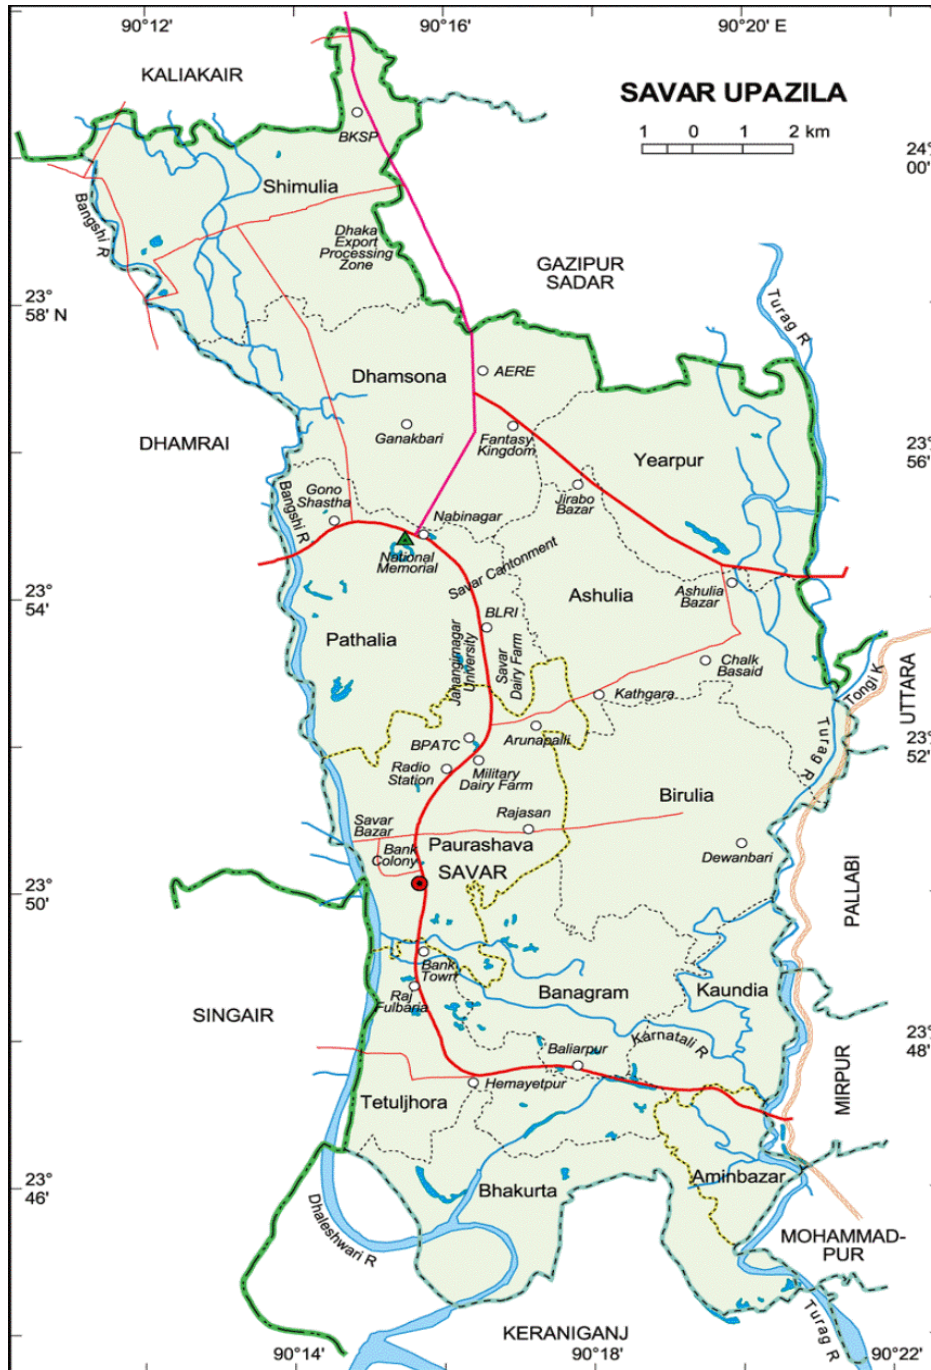 90°12'
90°16'
90°20' E
KALIAKAIR
SAVAR UPAZILA
1 0 1 2 km
BKSP
24°
00'
Shimulia
Bangshi R
Dhaka
Export
Processing
Zone
GAZIPUR
SADAR
23°
58' N
Turag R
AERE
Dhamsona
DHAMRAI
Ganakbari
Fantasy
Kingdom
Yearpur
23°
56'
Bangshi R
Gono
Shastha
Jirabo
Bazar
Nabinagar
National
Memorial
Savar Cantonment
23°
54'
Ashulia
Ashulia
Bazar
BLRI
Pathalia
Jahangirnagar
University
Savar
Dairy Farm
Chalk
Basaid
Kathgara
Tongi K
UTTARA
BPATC
Arunapalli
Turag R
23°
52'
Radio
Station
Military
Dairy Farm
Birulia
Savar
Bazar
Rajasan
Paurashava
Bank
Colony
SAVAR
Dewanbari
PALLABI
23°
50'
Bank
Town
Raj
Fulbaria
Banagram
Kaundia
SINGAIR
Karnatali R
23°
48'
Baliarpur
Hemayetpur
MIRPUR
Tetuljhora
23°
46'
Bhakurta
Aminbazar
Dhaleshwari R
MOHAMMAD-
PUR
Turag R
KERANIGANJ
90°14'
90°18'
90°22'